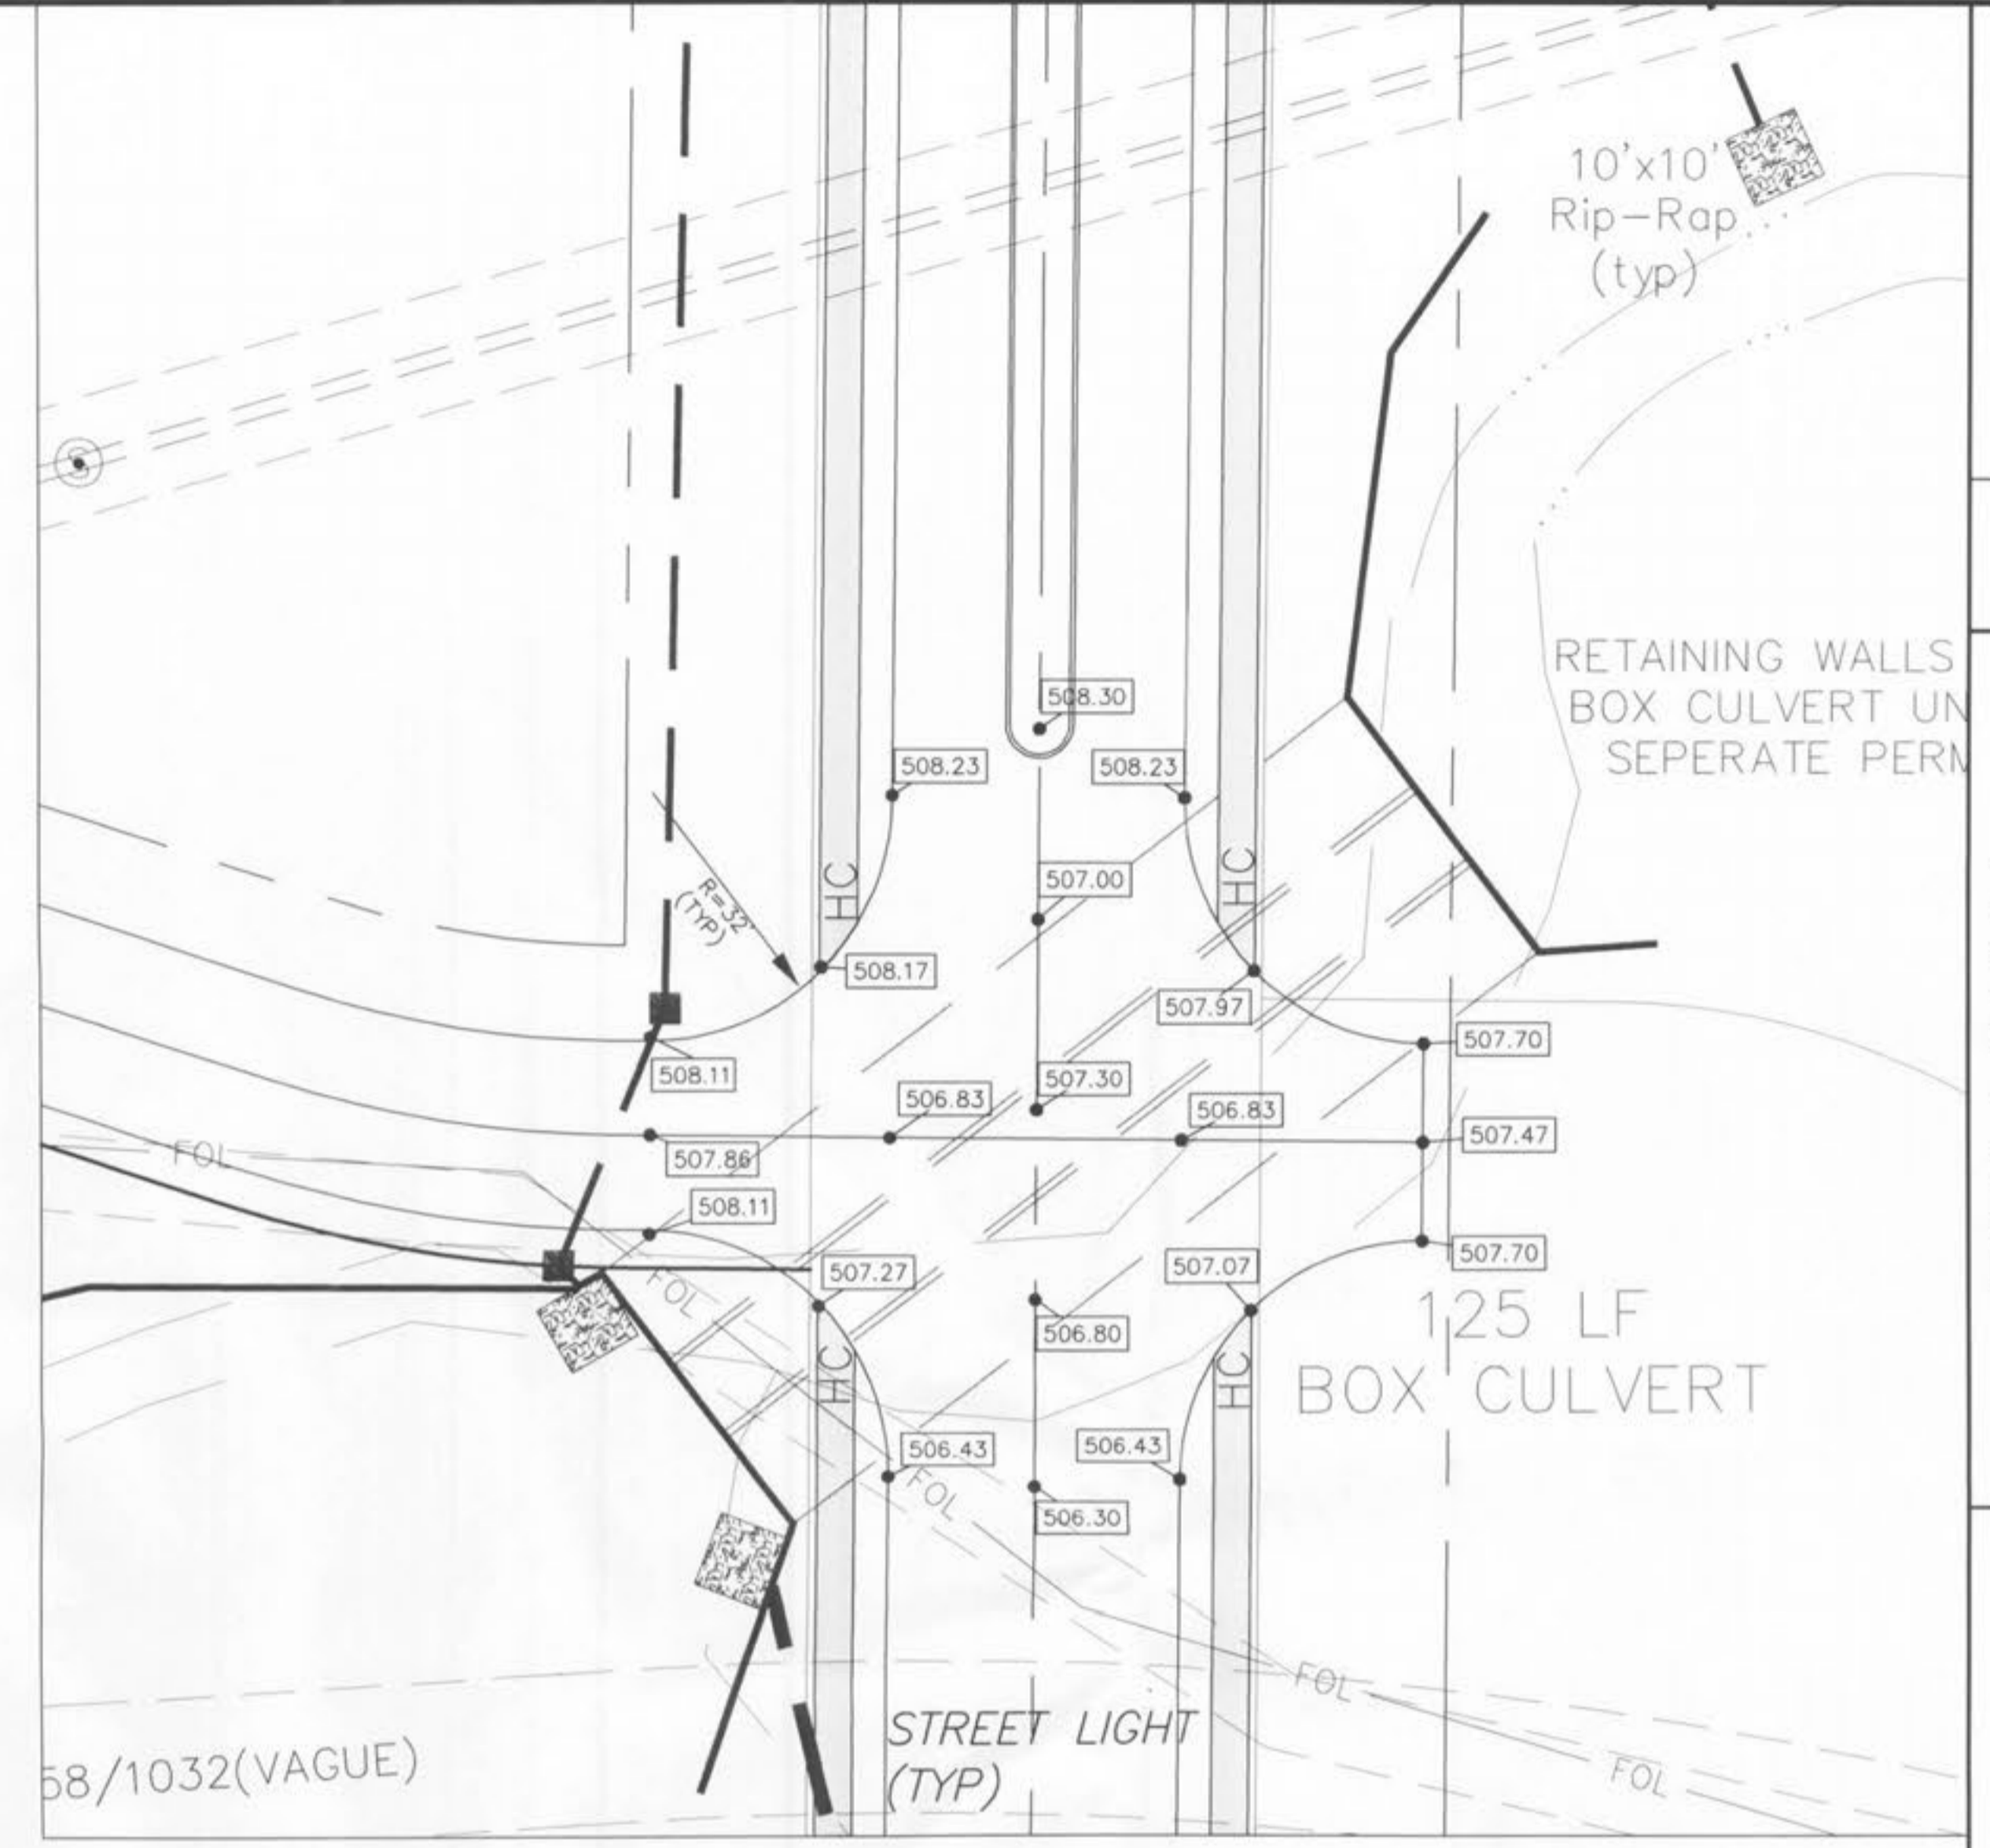 10'x10'
Rip-Rap
(typ)
RETAINING WALLS
BOX CULVERT UN
SEPERATE PERM
508.30
508.23
508.23
507.00
HC
HC
R=32'
(TYP)
508.17
507.97
507.70
508.11
507.30
506.83
506.83
507.47
507.86
FOL
508.11
507.27
507.07
507.70
FOL
506.80
125 LF
BOX CULVERT
HC
HC
506.43
506.43
FOL
506.30
FOL
STREET LIGHT
(TYP)
58/1032(VAGUE)
FOL
S